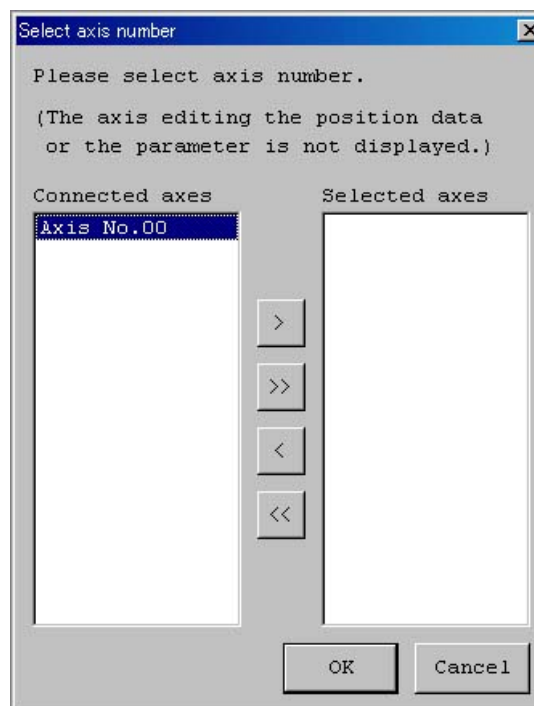 Select axis number
Please select axis number.
(The axis editing the position data
or the parameter is not displayed.)
Connected axes
Selected axes
Axis No.00
>
>>
<
<<
OK
Cancel